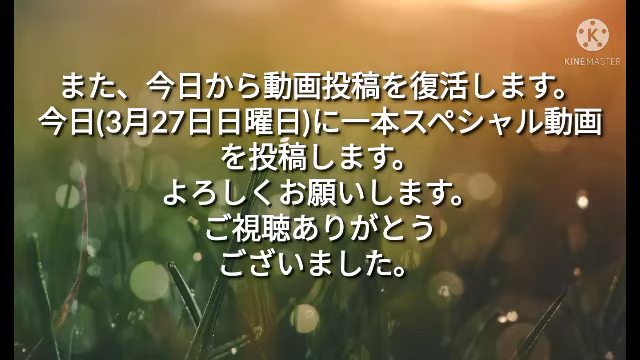 K
KINEMASTER
また、今日から動画投稿を復活します。
今日(3月27日日曜日)に一本スペシャル動画
を投稿します。
よろしくお願いします。
ご視聴ありがとう
ございました。